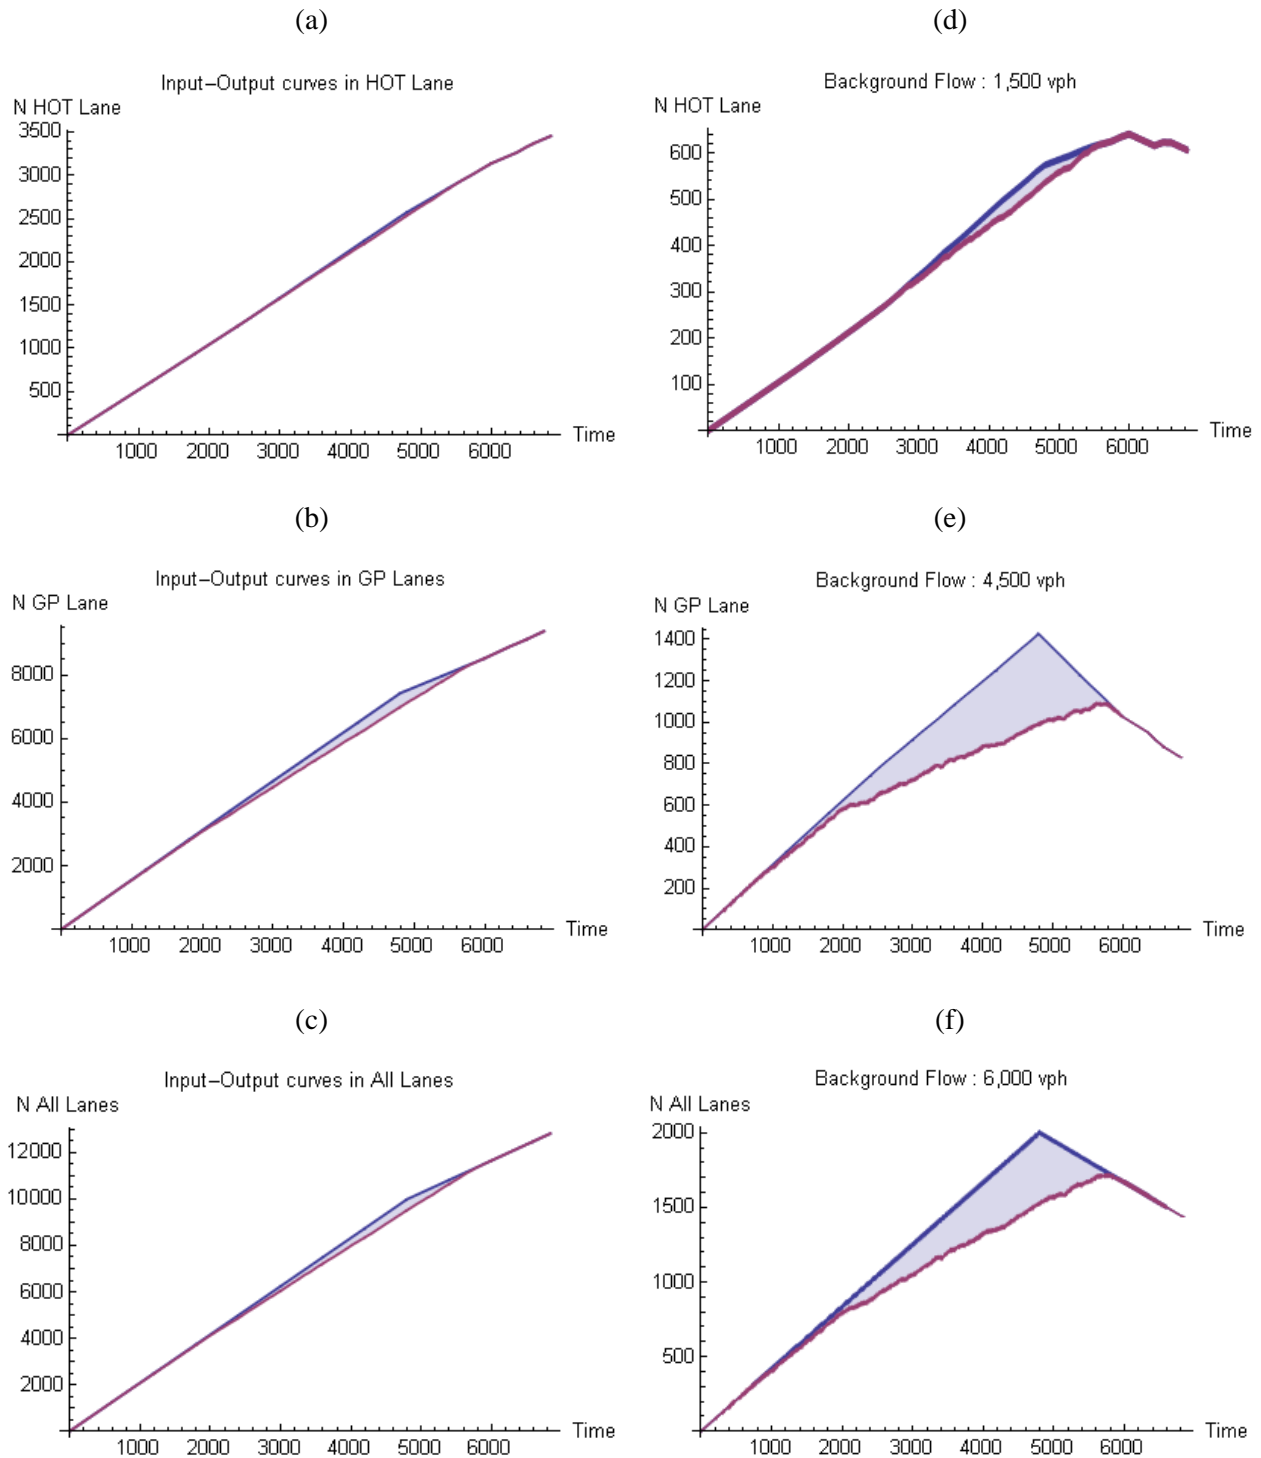 (a)
Input–Output curves in HOT Lane
N HOT Lane
3500
3000
2500
2000
1500
1000
500
1000 2000 3000 4000 5000 6000
Time
(d)
Background Flow : 1,500 vph
N HOT Lane
600
500
400
300
200
100
1000 2000 3000 4000 5000 6000
Time
(b)
Input–Output curves in GP Lanes
N GP Lane
8000
6000
4000
2000
1000 2000 3000 4000 5000 6000
Time
(e)
Background Flow : 4,500 vph
N GP Lane
1400
1200
1000
800
600
400
200
1000 2000 3000 4000 5000 6000
Time
(c)
Input–Output curves in All Lanes
N All Lanes
12000
10000
8000
6000
4000
2000
1000 2000 3000 4000 5000 6000
Time
(f)
Background Flow : 6,000 vph
N All Lanes
2000
1500
1000
500
1000 2000 3000 4000 5000 6000
Time